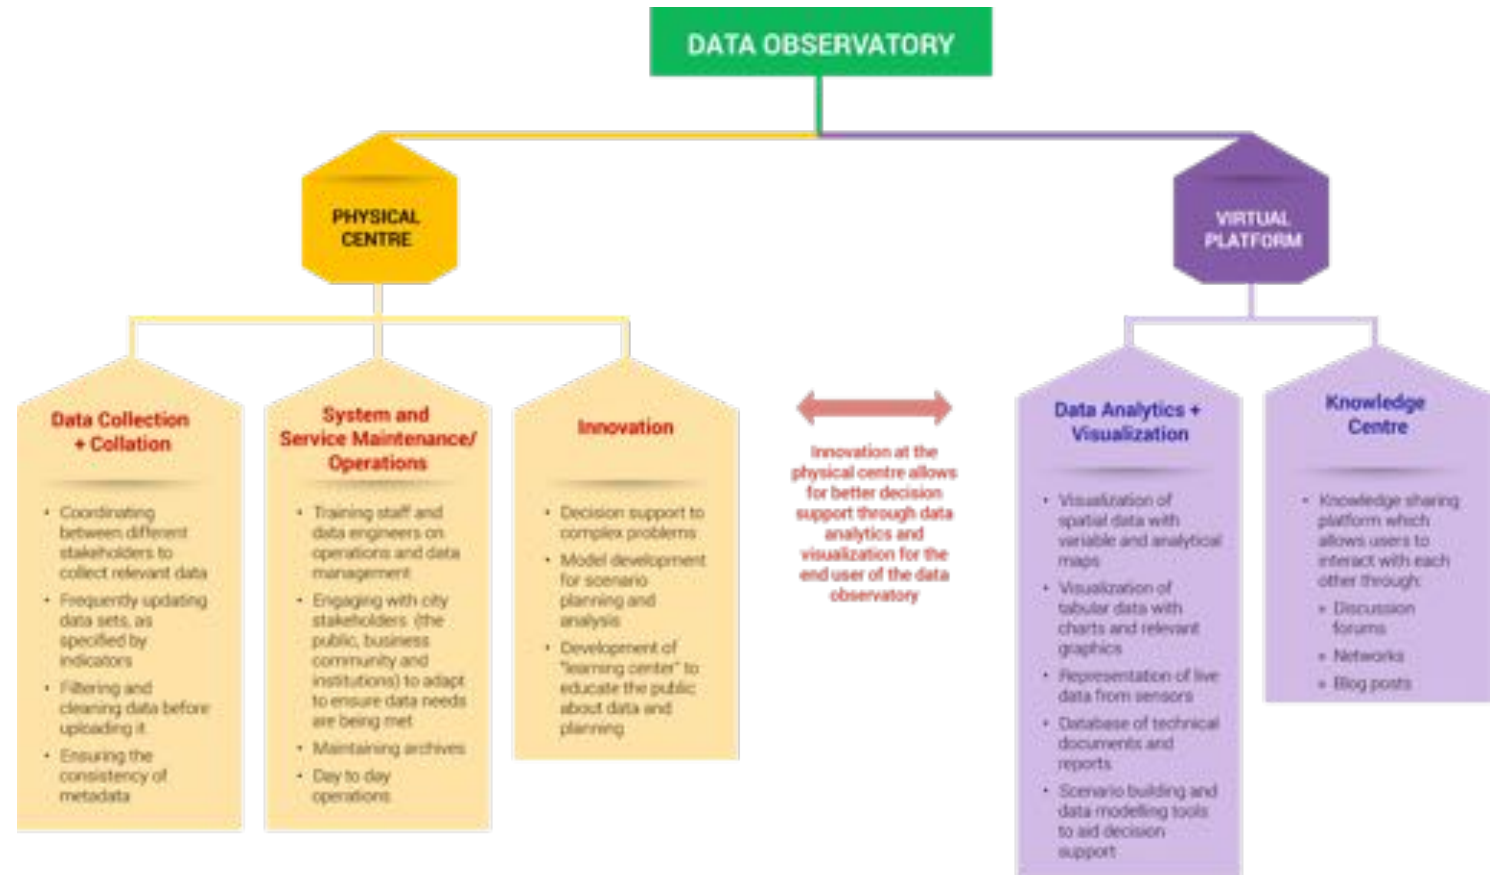 DATA OBSERVATORY
PHYSICAL
CENTRE
VIRTUAL
PLATFORM
Data Collection
+ Collation
• Coordinating
between different
stakeholders to
collect relevant data
• Frequently updating
data sets, as
specified by
indicators
• Filtering and
cleaning data before
uploading it
• Ensuring the
consistency of
metadata
System and
Service Maintenance/
Operations
• Training staff and
data engineers on
operations and data
management
• Engaging with city
stakeholders (the
public, business
community and
institutions) to adapt
to ensure data needs
are being met
• Maintaining archives
• Day to day
operations
Innovation
• Decision support to
complex problems
• Model development
for scenario
planning and
analysis
• Development of
"learning center" to
educate the public
about data and
planning
Innovation at the
physical centre allows
for better decision
support through data
analytics and
visualization for the
end user of the data
observatory
Data Analytics +
Visualization
• Visualization of
spatial data with
variable and analytical
maps
• Visualization of
tabular data with
charts and relevant
graphics
• Representation of live
data from sensors
• Database of technical
documents and
reports
• Scenario building and
data modelling tools
to aid decision
support
Knowledge
Centre
• Knowledge sharing
platform which
allows users to
interact with each
other through:
• Discussion
forums
• Networks
• Blog posts